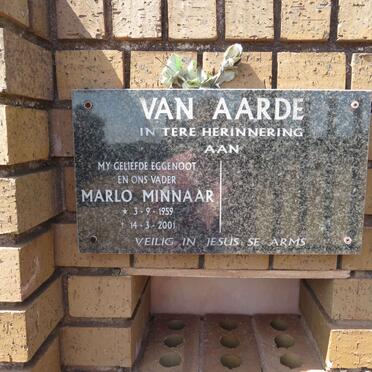 VAN AARDE
IN TERE HERINNERING
AAN
MY GELIEFDE EGGENOOT
EN ONS VADER
MARLO MINNAAR
* 3-9-1959
† 14-3-2001
VEILIG IN JESUS SE ARMS